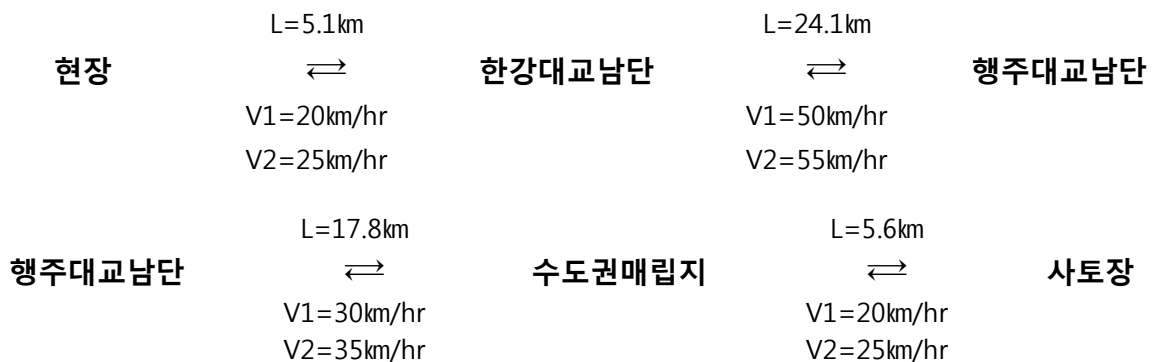 L=5.1㎞ L=24.1㎞
현장 ⇄ 한강대교남단 ⇄ 행주대교남단
V1=20㎞/hr V1=50㎞/hr
V2=25㎞/hr V2=55㎞/hr
L=17.8㎞ L=5.6㎞
행주대교남단 ⇄ 수도권매립지 ⇄ 사토장
V1=30㎞/hr V1=20㎞/hr
V2=35㎞/hr V2=25㎞/hr